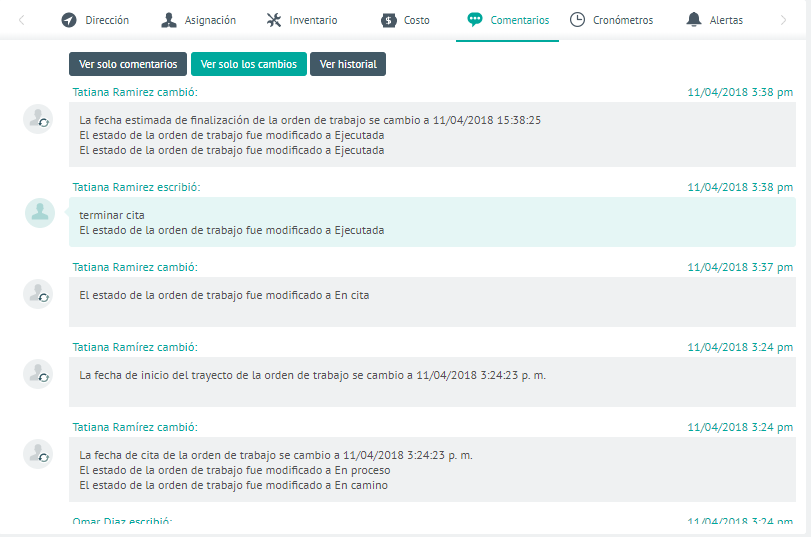 Dirección
Asignación
Inventario
Costo
Comentarios
Cronómetros
Alertas
Ver solo comentarios
Ver solo los cambios
Ver historial
Tatiana Ramirez cambió: 11/04/2018 3:38 pm
La fecha estimada de finalización de la orden de trabajo se cambio a 11/04/2018 15:38:25
El estado de la orden de trabajo fue modificado a Ejecutada
El estado de la orden de trabajo fue modificado a Ejecutada
Tatiana Ramirez escribió: 11/04/2018 3:38 pm
terminar cita
El estado de la orden de trabajo fue modificado a Ejecutada
Tatiana Ramirez cambió: 11/04/2018 3:37 pm
El estado de la orden de trabajo fue modificado a En cita
Tatiana Ramírez cambió: 11/04/2018 3:24 pm
La fecha de inicio del trayecto de la orden de trabajo se cambio a 11/04/2018 3:24:23 p. m.
Tatiana Ramirez cambió: 11/04/2018 3:24 pm
La fecha de cita de la orden de trabajo se cambio a 11/04/2018 3:24:23 p. m.
El estado de la orden de trabajo fue modificado a En proceso
El estado de la orden de trabajo fue modificado a En camino
Omar Diaz escribió: 11/04/2018 3:24 pm